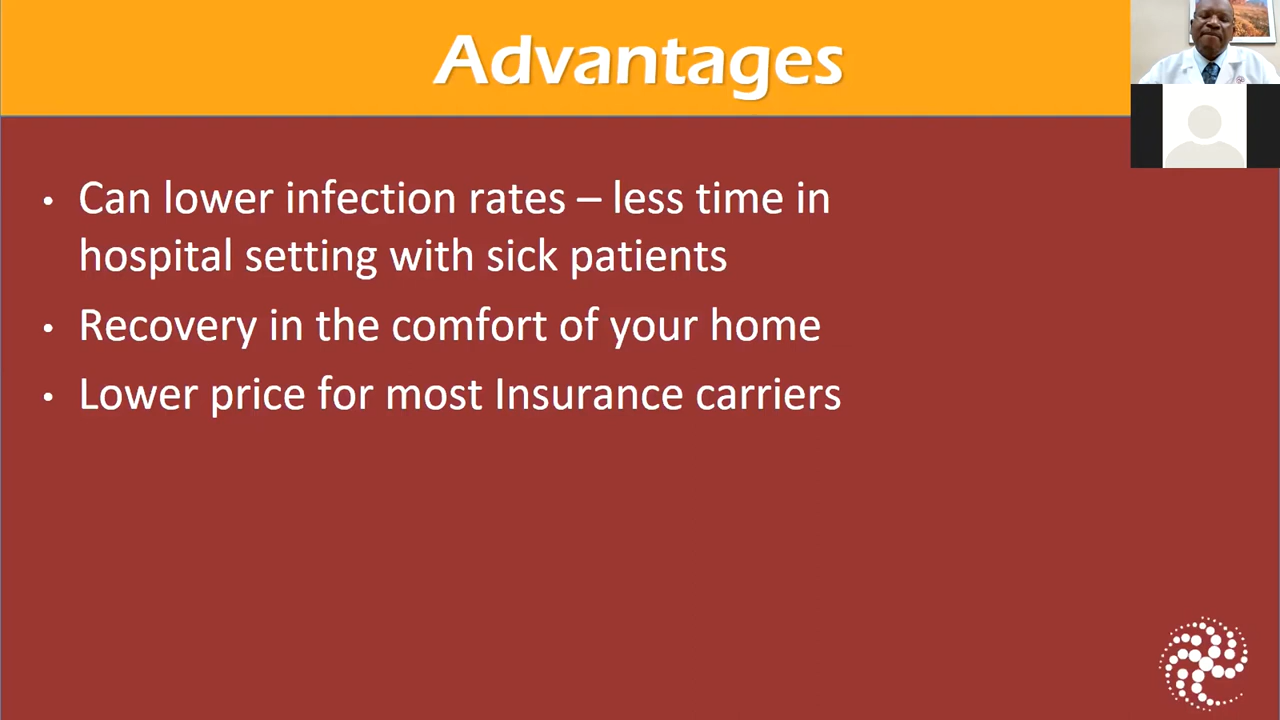 Advantages
• Can lower infection rates – less time in
hospital setting with sick patients
• Recovery in the comfort of your home
• Lower price for most Insurance carriers